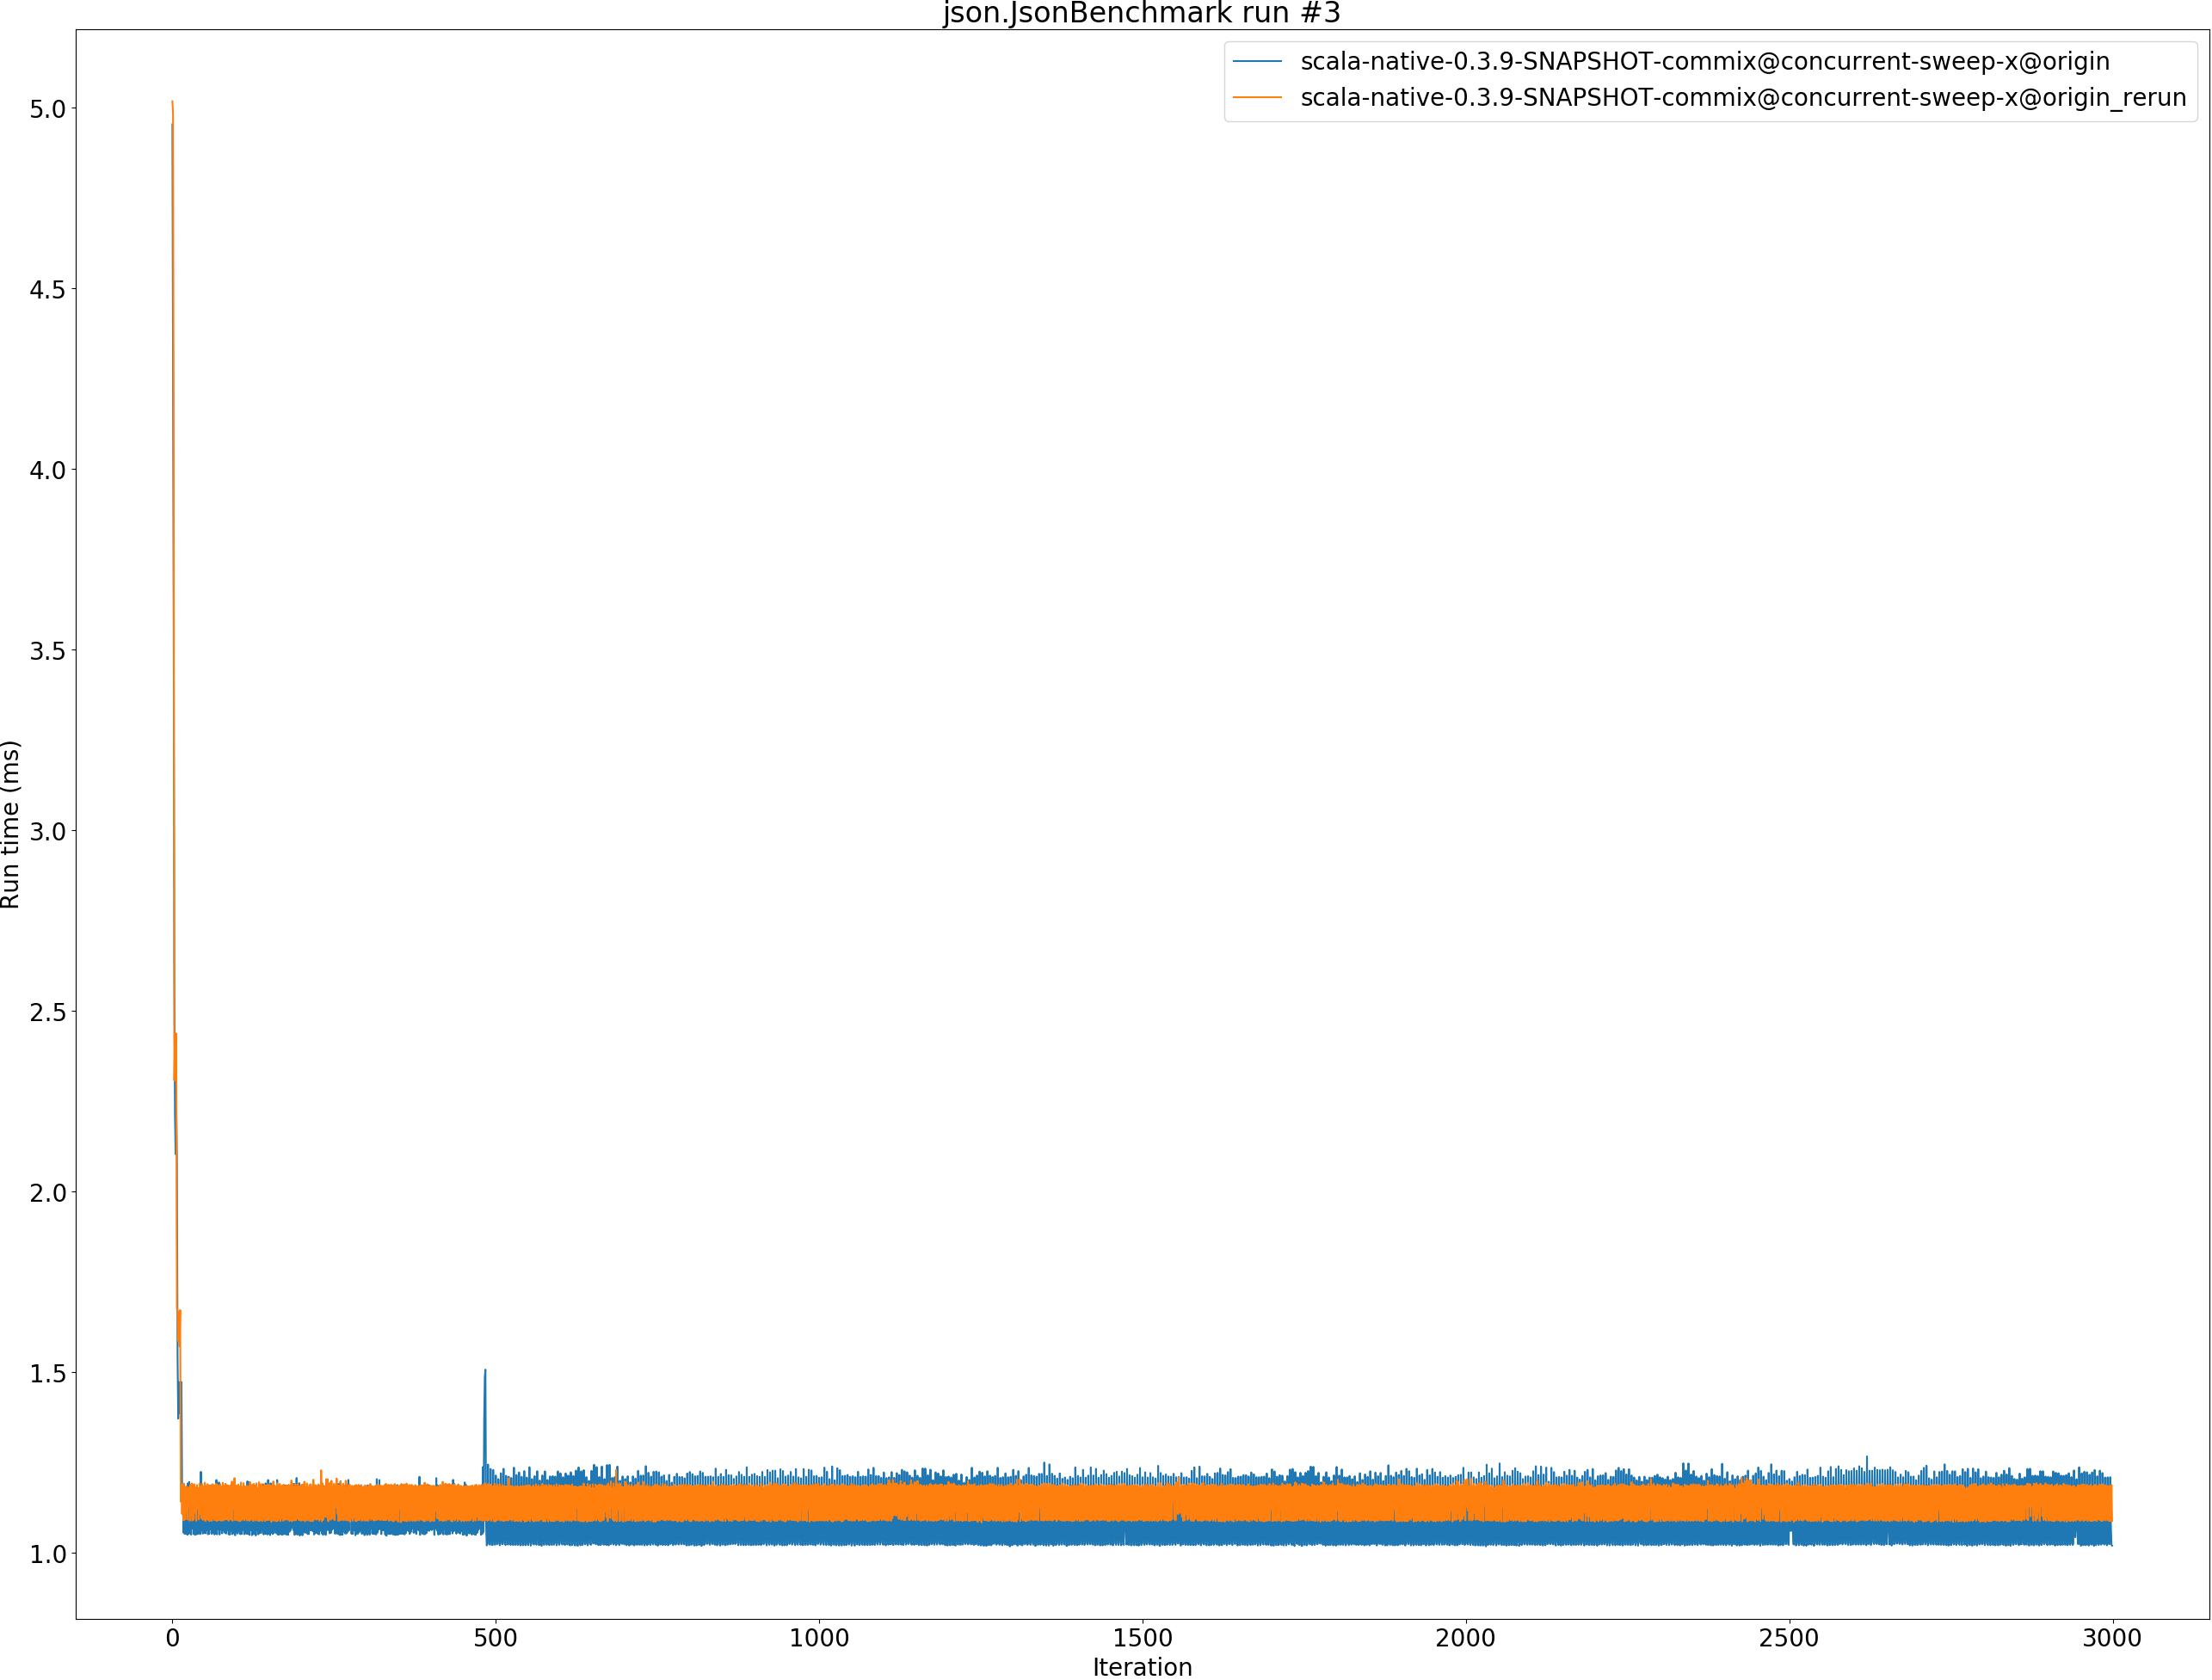 json.JsonBenchmark run #3
scala-native-0.3.9-SNAPSHOT-commix@concurrent-sweep-x@origin
scala-native-0.3.9-SNAPSHOT-commix@concurrent-sweep-x@origin_rerun
5.0
4.5
4.0
3.5
3.0
2.5
2.0
1.5
1.0
Run time (ms)
0 500 1000 1500 2000 2500 3000
Iteration